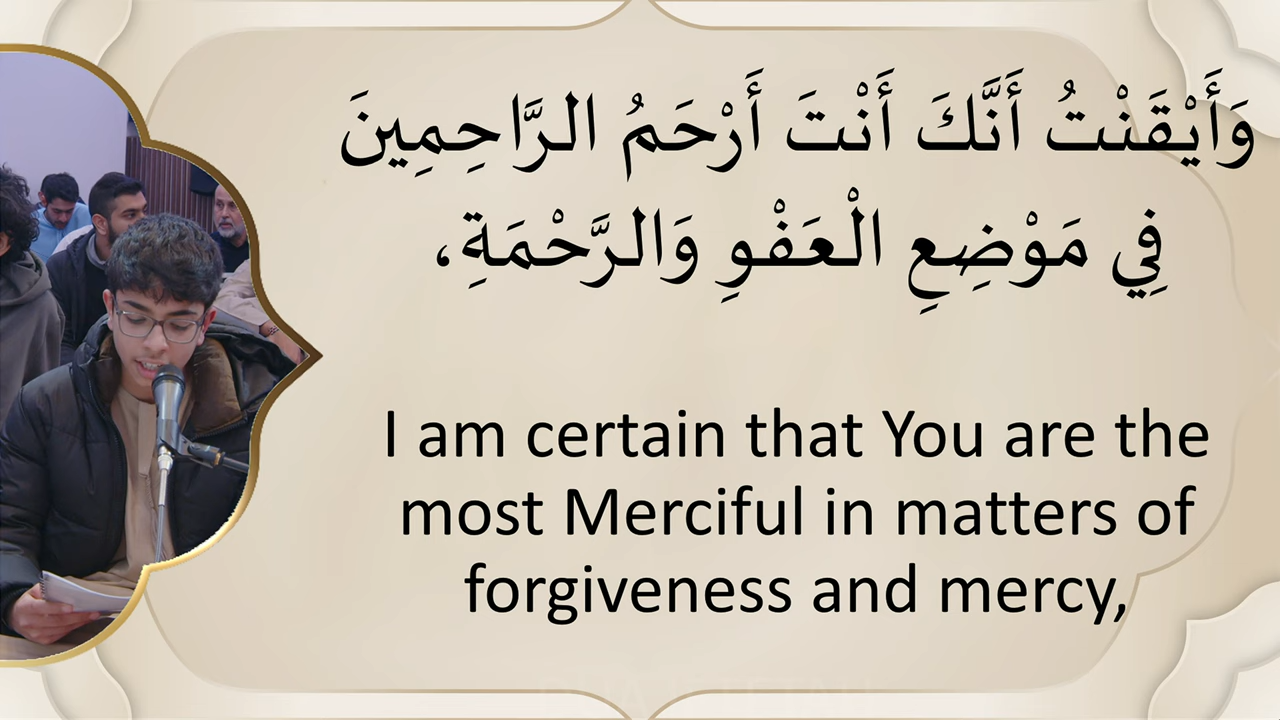 وَأَيْقَنْتُ أَنَّكَ أَنْتَ أَرْحَمُ الرَّاحِمِينَ
فِي مَوْضِعِ الْعَفْوِ وَالرَّحْمَةِ،
I am certain that You are the
most Merciful in matters of
forgiveness and mercy,